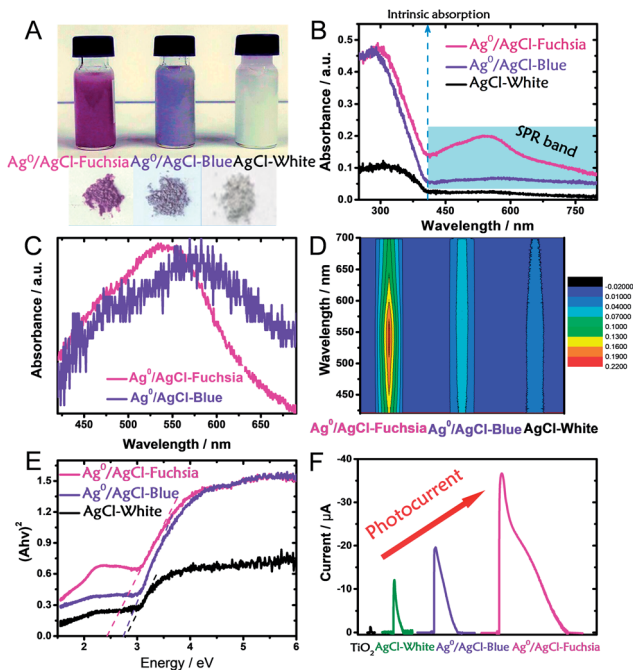 A
Ag⁰/AgCl-Fuchsia Ag⁰/AgCl-Blue AgCl-White
Intrinsic absorption
B
Ag⁰/AgCl-Fuchsia
Ag⁰/AgCl-Blue
AgCl-White
SPR band
Absorbance / a.u.
0.5
0.4
0.3
0.2
0.1
0.0
300 400 500 600 700
Wavelength / nm
C
Absorbance / a.u.
Ag⁰/AgCl-Fuchsia
Ag⁰/AgCl-Blue
450 500 550 600 650
Wavelength / nm
D
Wavelength / nm
700
650
600
550
500
450
Ag⁰/AgCl-Fuchsia Ag⁰/AgCl-Blue AgCl-White
-0.02000
0.01000
0.04000
0.07000
0.1000
0.1300
0.1600
0.1900
0.2200
E
Ag⁰/AgCl-Fuchsia
Ag⁰/AgCl-Blue
AgCl-White
(Ahv)²
1.5
1.2
0.9
0.6
0.3
0.0
2 3 4 5 6
Energy / eV
F
Photocurrent
Current / μA
-40
-30
-20
-10
0
TiO₂ AgCl-White Ag⁰/AgCl-Blue Ag⁰/AgCl-Fuchsia